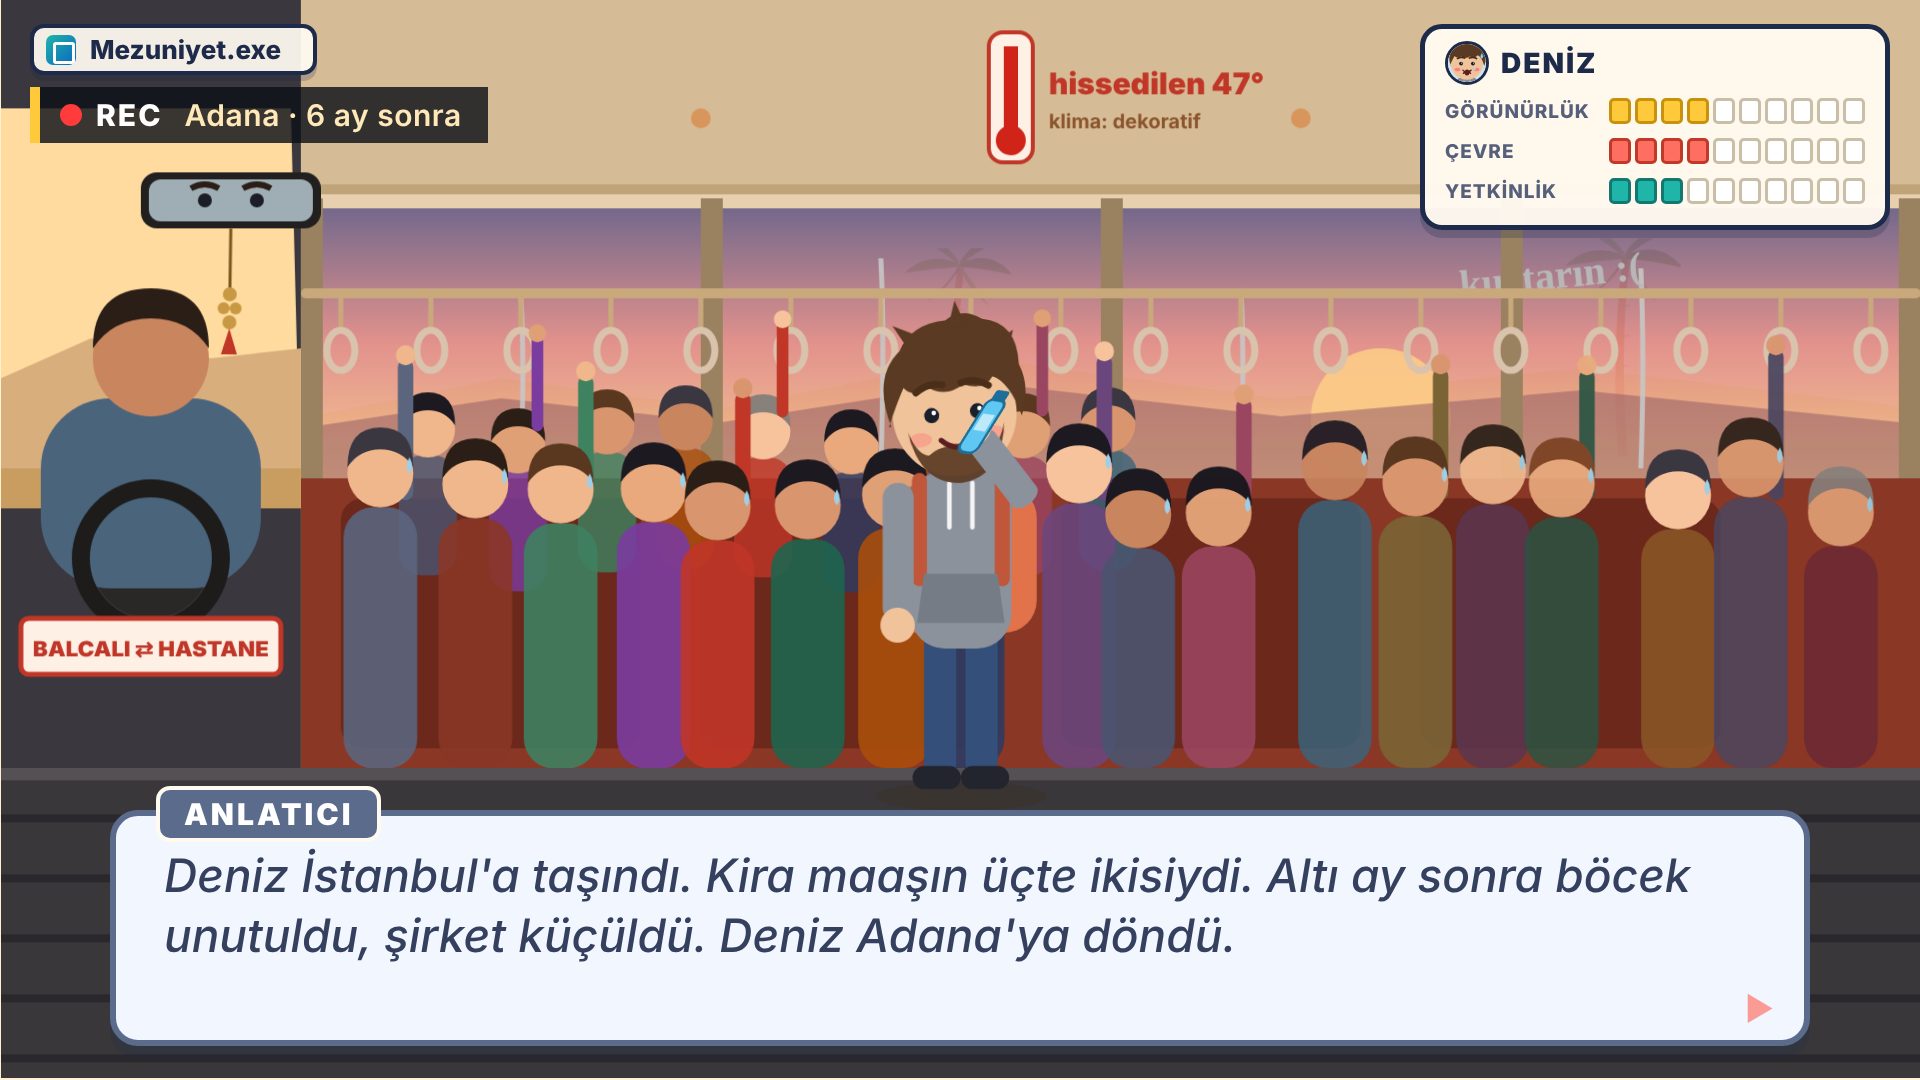 Mezuniyet.exe
REC Adana · 6 ay sonra
hissedilen 47°
klima: dekoratif
DENİZ
GÖRÜNÜRLÜK
ÇEVRE
YETKİNLİK
:(
BALCALI ⇄ HASTANE
ANLATICI
Deniz İstanbul'a taşındı. Kira maaşın üçte ikisiydi. Altı ay sonra böcek
unutuldu, şirket küçüldü. Deniz Adana'ya döndü.